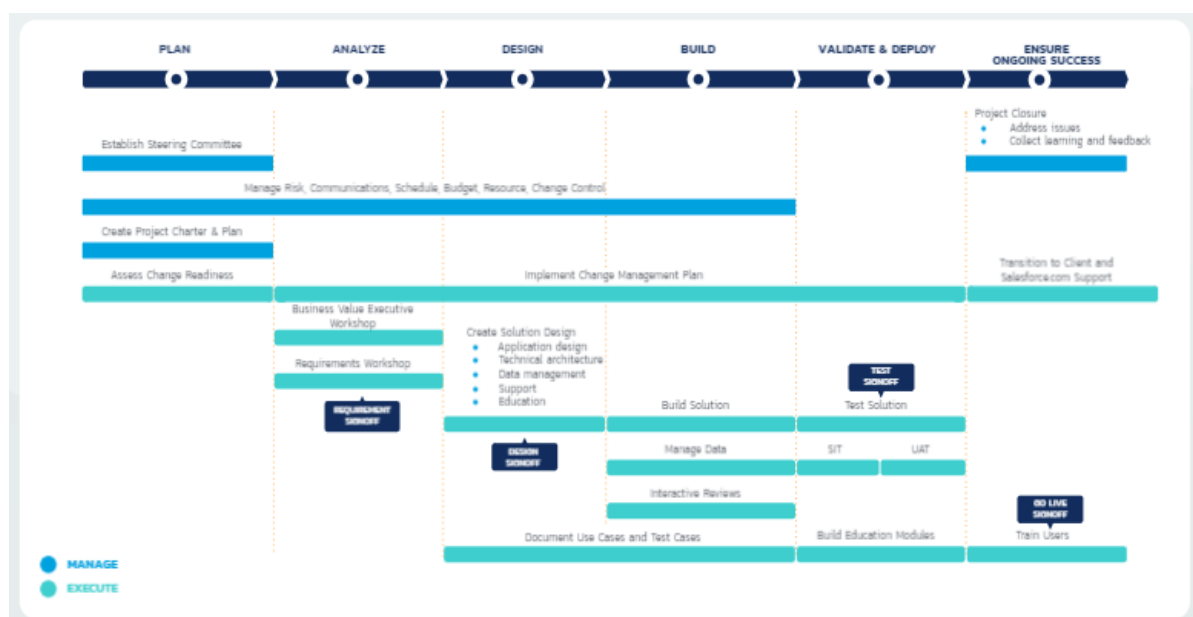 PLAN
ANALYZE
DESIGN
BUILD
VALIDATE & DEPLOY
ENSURE
ONGOING SUCCESS
Project Closure
Address issues
Collect learning and feedback
Establish Steering Committee
Manage Risk, Communications, Schedule, Budget, Resource, Change Control
Create Project Charter & Plan
Assess Change Readiness
Implement Change Management Plan
Transition to Client and
Salesforce.com Support
Business Value Executive
Workshop
Requirements Workshop
REQUIREMENT
SIGNOFF
Create Solution Design
Application design
Technical architecture
Data management
Support
Education
DESIGN
SIGNOFF
Build Solution
TEST
SIGNOFF
Test Solution
Manage Data
SIT
UAT
Interactive Reviews
GO LIVE
SIGNOFF
Document Use Cases and Test Cases
Build Education Modules
Train Users
MANAGE
EXECUTE